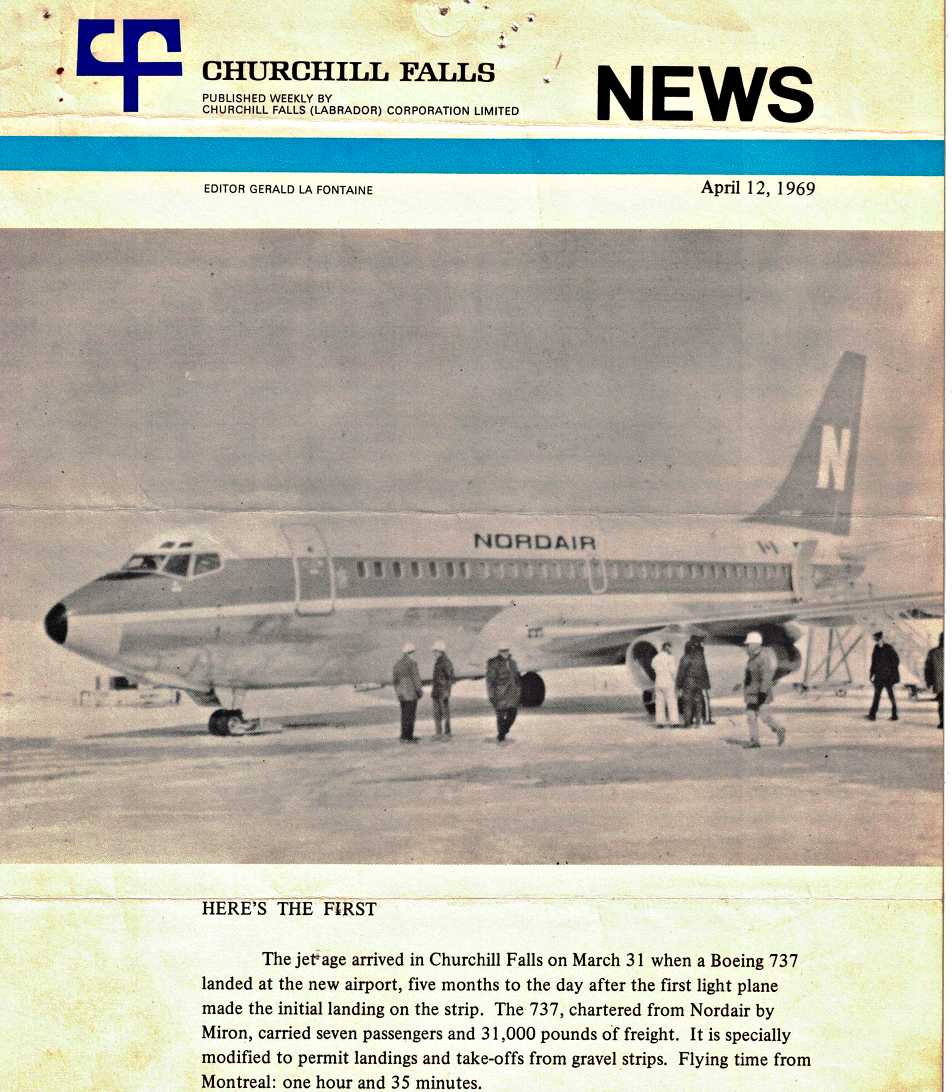 CHURCHILL FALLS
PUBLISHED WEEKLY BY
CHURCHILL FALLS (LABRADOR) CORPORATION LIMITED
NEWS
EDITOR GERALD LA FONTAINE
April 12, 1969
N
NORDAIR
HERE'S THE FIRST
The jet age arrived in Churchill Falls on March 31 when a Boeing 737
landed at the new airport, five months to the day after the first light plane
made the initial landing on the strip. The 737, chartered from Nordair by
Miron, carried seven passengers and 31,000 pounds of freight. It is specially
modified to permit landings and take-offs from gravel strips. Flying time from
Montreal: one hour and 35 minutes.